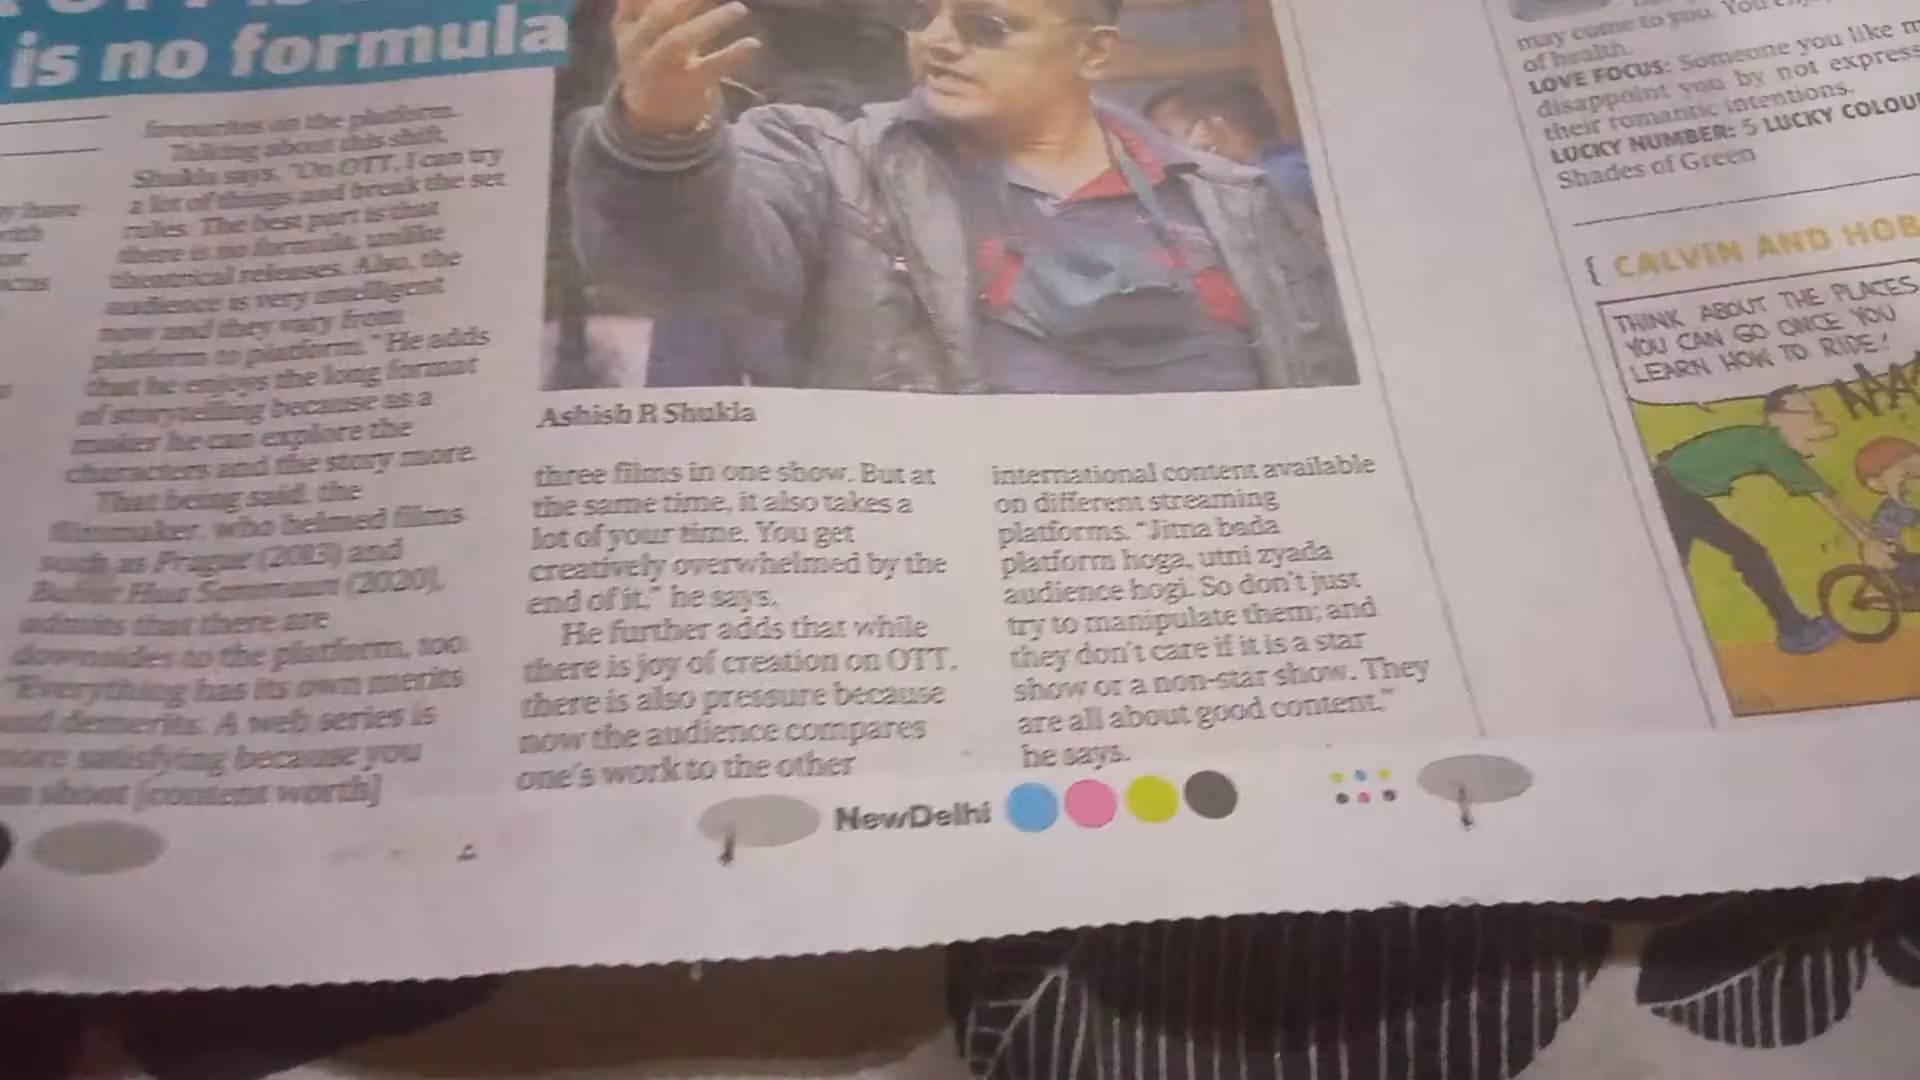 is no formula
favourites on the platform.
Talking about this shift,
Shukla says, "On OTT, I can try
a lot of things and break the set
rules. The best part is that
there is no formula, unlike
theatrical releases. Also, the
audience is very intelligent
now and they vary from
platform to platform." He adds
that he enjoys the long format
of storytelling because as a
maker he can explore the
characters and the story more.
That being said, the
filmmaker, who helmed films
such as Prague (2013) and
(2020),
admits that there are
downsides to the platform, too.
"Everything has its own merits
and demerits. A web series is
more satisfying because you
shoot [content worth]
Ashish R Shukla
three films in one show. But at
the same time, it also takes a
lot of your time. You get
creatively overwhelmed by the
end of it," he says.
He further adds that while
there is joy of creation on OTT,
there is also pressure because
now the audience compares
one's work to the other
international content available
on different streaming
platforms. "Jitna bada
platform hoga, utni zyada
audience hogi. So don't just
try to manipulate them; and
they don't care if it is a star
show or a non-star show. They
are all about good content,"
he says.
NewDelhi
may come to you. You
of health.
LOVE FOCUS: Someone you like
disappoint you by not
their romantic intentions.
LUCKY NUMBER: 5 LUCKY
Shades of Green
{ CALVIN AND
THINK ABOUT THE PLACES
YOU CAN GO ONCE YOU
LEARN HOW TO RIDE!